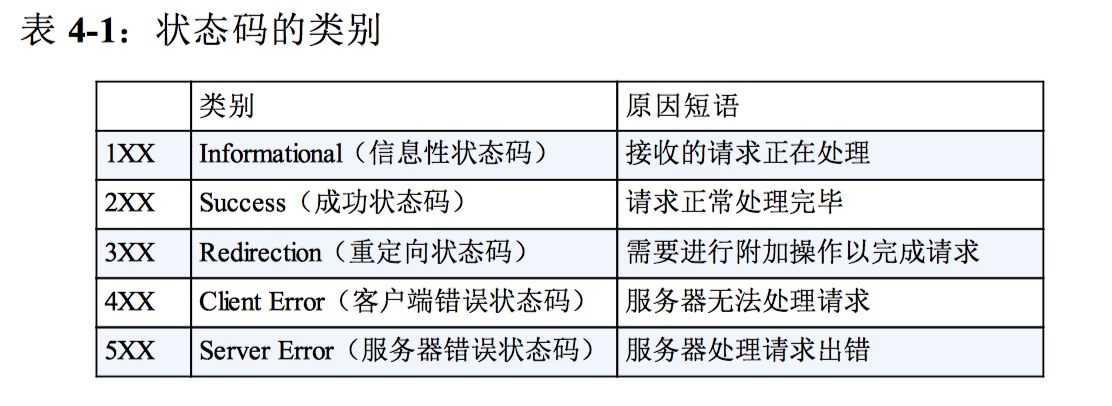 表 4-1：状态码的类别
类别 原因短语
1XX Informational（信息性状态码） 接收的请求正在处理
2XX Success（成功状态码） 请求正常处理完毕
3XX Redirection（重定向状态码） 需要进行附加操作以完成请求
4XX Client Error（客户端错误状态码） 服务器无法处理请求
5XX Server Error（服务器错误状态码） 服务器处理请求出错